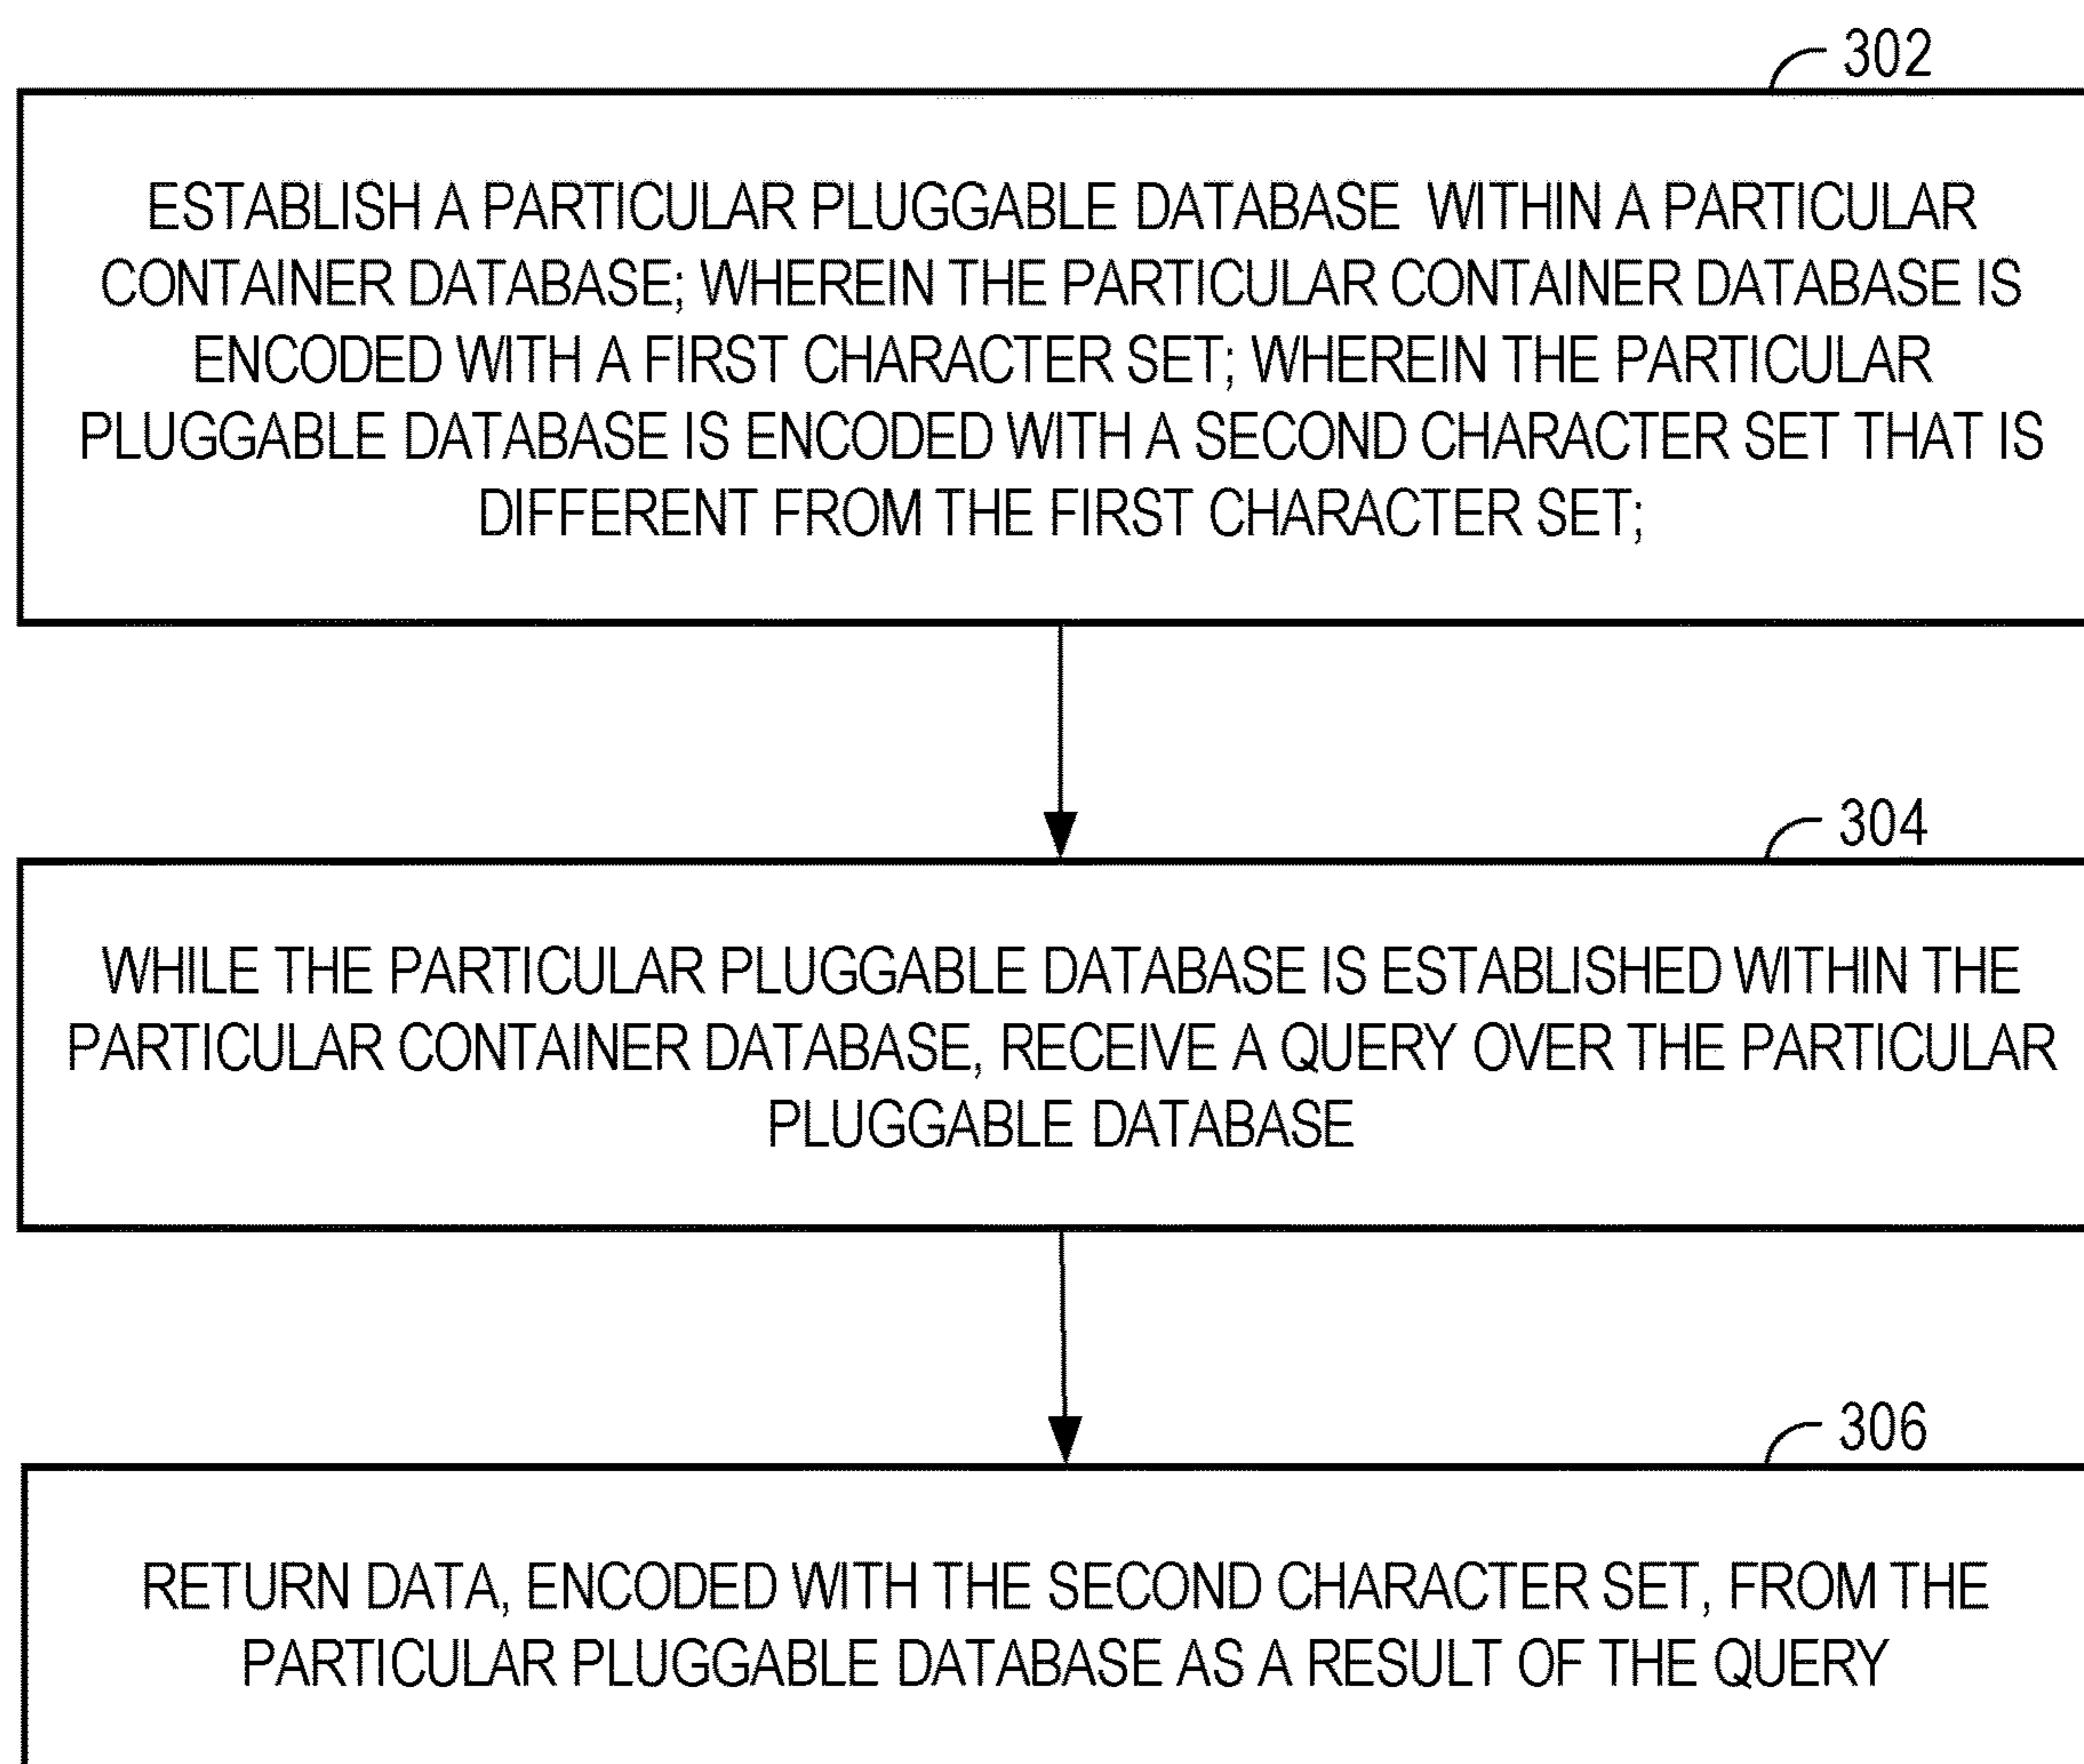 302
ESTABLISH A PARTICULAR PLUGGABLE DATABASE WITHIN A PARTICULAR
CONTAINER DATABASE; WHEREIN THE PARTICULAR CONTAINER DATABASE IS
ENCODED WITH A FIRST CHARACTER SET; WHEREIN THE PARTICULAR
PLUGGABLE DATABASE IS ENCODED WITH A SECOND CHARACTER SET THAT IS
DIFFERENT FROM THE FIRST CHARACTER SET;
304
WHILE THE PARTICULAR PLUGGABLE DATABASE IS ESTABLISHED WITHIN THE
PARTICULAR CONTAINER DATABASE, RECEIVE A QUERY OVER THE PARTICULAR
PLUGGABLE DATABASE
306
RETURN DATA, ENCODED WITH THE SECOND CHARACTER SET, FROM THE
PARTICULAR PLUGGABLE DATABASE AS A RESULT OF THE QUERY